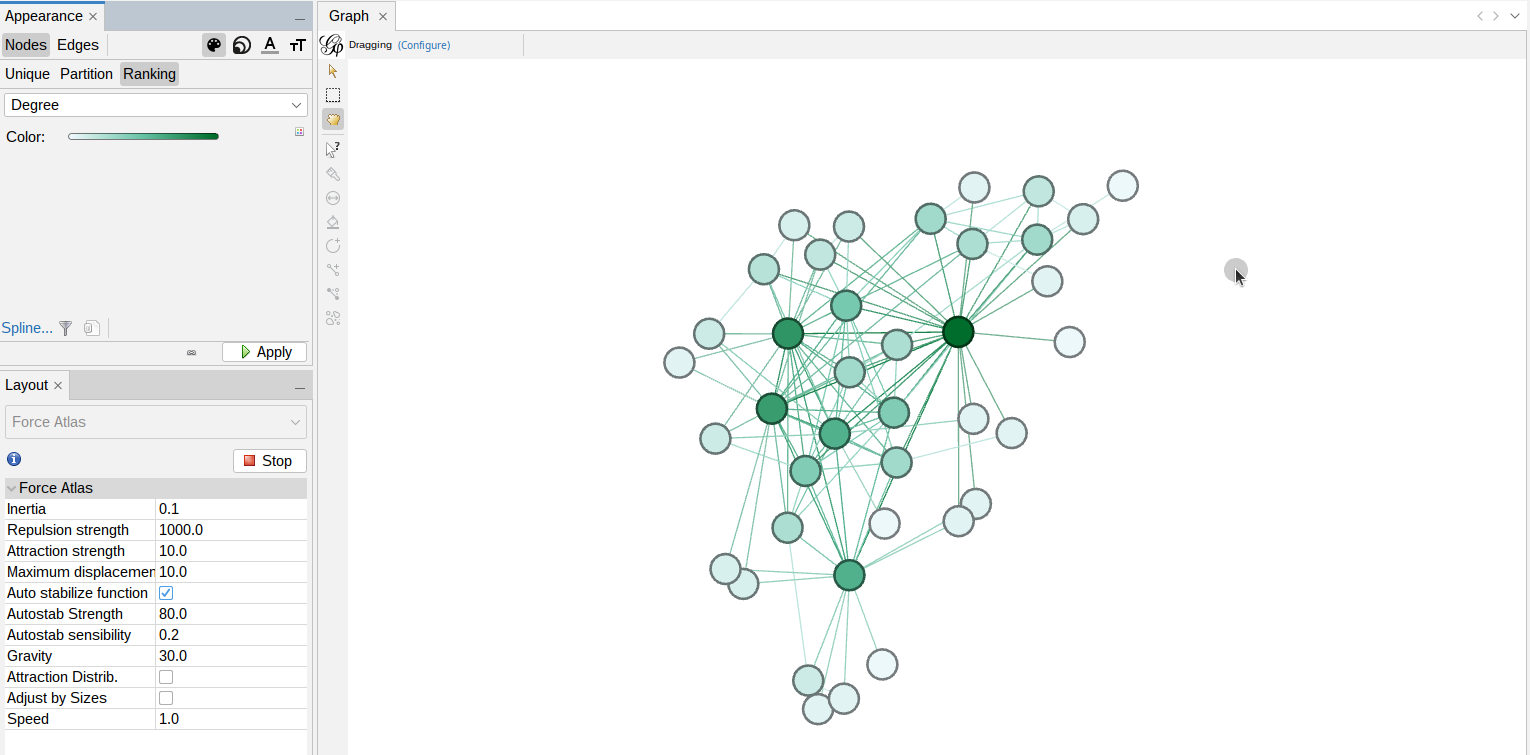 Appearance
Graph
Nodes Edges A TT
Dragging (Configure)
Unique Partition Ranking
Degree
Color:
Spline...
Apply
Layout
Force Atlas
Stop
Force Atlas
Inertia 0.1
Repulsion strength 1000.0
Attraction strength 10.0
Maximum displacemen 10.0
Auto stabilize function
Autostab Strength 80.0
Autostab sensibility 0.2
Gravity 30.0
Attraction Distrib.
Adjust by Sizes
Speed 1.0